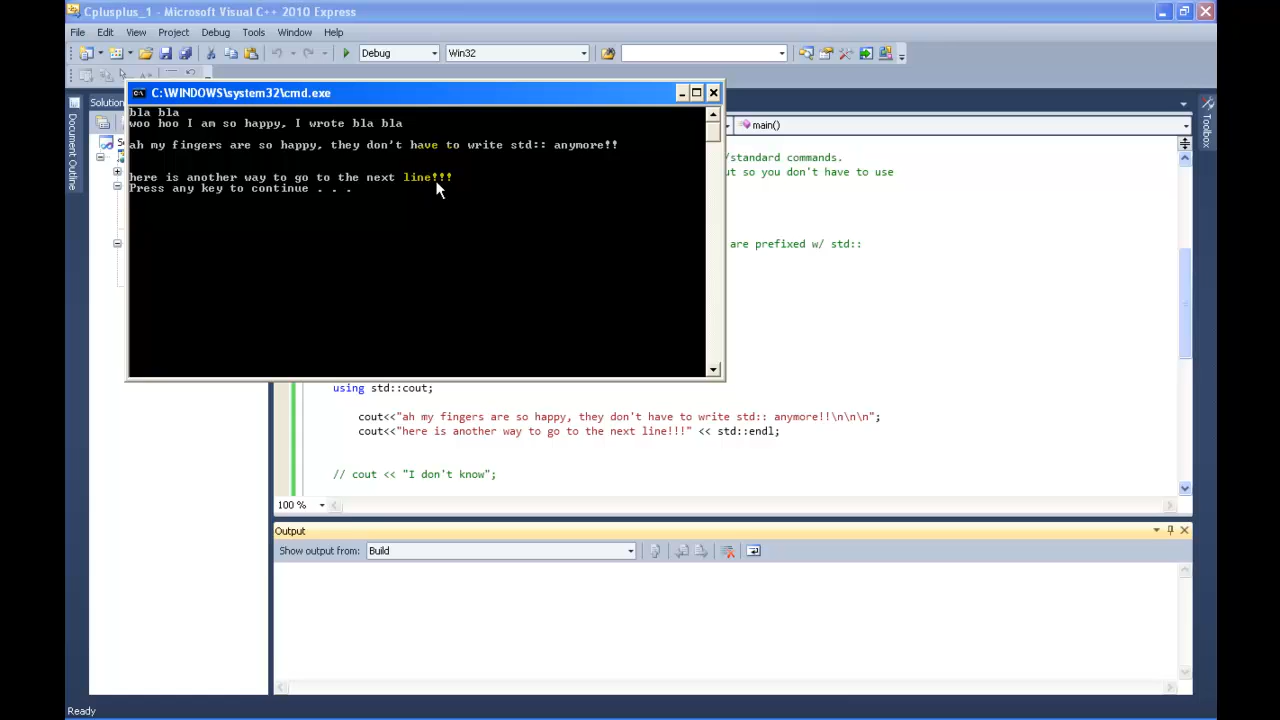 Cplusplus_1 - Microsoft Visual C++ 2010 Express
File Edit View Project Debug Tools Window Help
Debug Win32
C:\WINDOWS\system32\cmd.exe
Document Outline
Toolbox
main()
bla bla
woo hoo I am so happy, I wrote bla bla
ah my fingers are so happy, they don't have to write std:: anymore!!
here is another way to go to the next line!!!
Press any key to continue . . .
/standard commands.
ut so you don't have to use
are prefixed w/ std::
using std::cout;
cout<<"ah my fingers are so happy, they don't have to write std:: anymore!!\n\n\n";
cout<<"here is another way to go to the next line!!!" << std::endl;
// cout << "I don't know";
100 %
Output
Show output from: Build
Ready